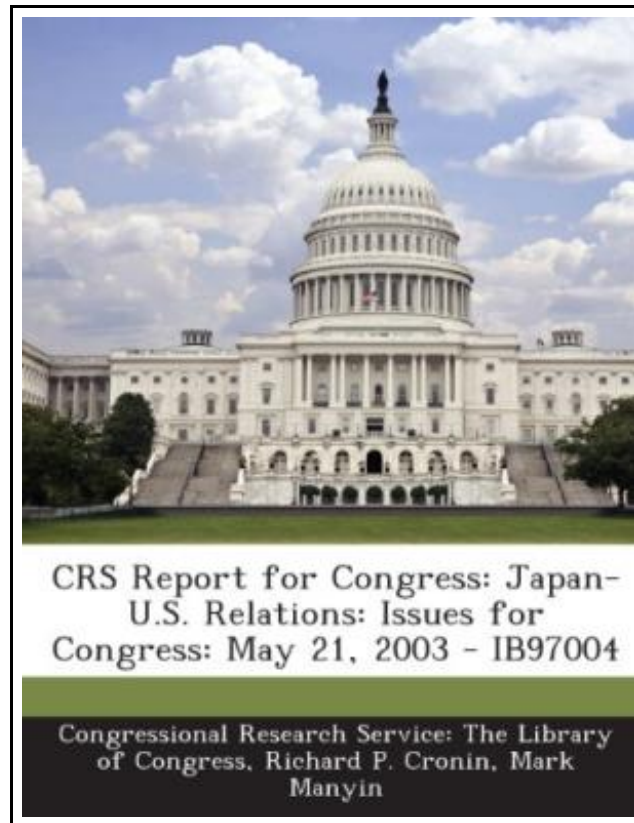 CRS Report for Congress: Japan-
U.S. Relations: Issues for
Congress: May 21, 2003 - IB97004
Congressional Research Service: The Library
of Congress, Richard P. Cronin, Mark
Manyin